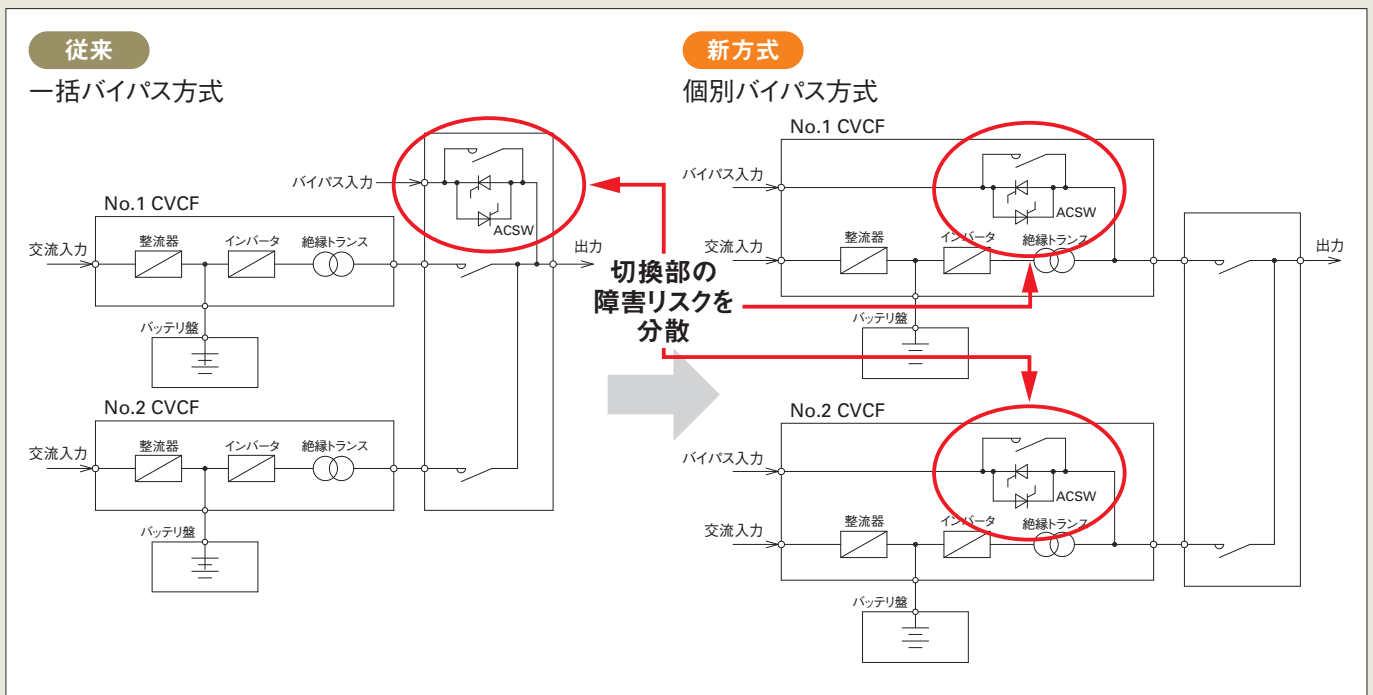 従来
一括バイパス方式
バイパス入力
ACSW
No.1 CVCF
交流入力
整流器
インバータ
絶縁トランス
出力
バッテリ盤
No.2 CVCF
交流入力
整流器
インバータ
絶縁トランス
バッテリ盤
切換部の
障害リスクを
分散
新方式
個別バイパス方式
No.1 CVCF
バイパス入力
ACSW
交流入力
整流器
インバータ
絶縁トランス
出力
バッテリ盤
No.2 CVCF
バイパス入力
ACSW
交流入力
整流器
インバータ
絶縁トランス
バッテリ盤